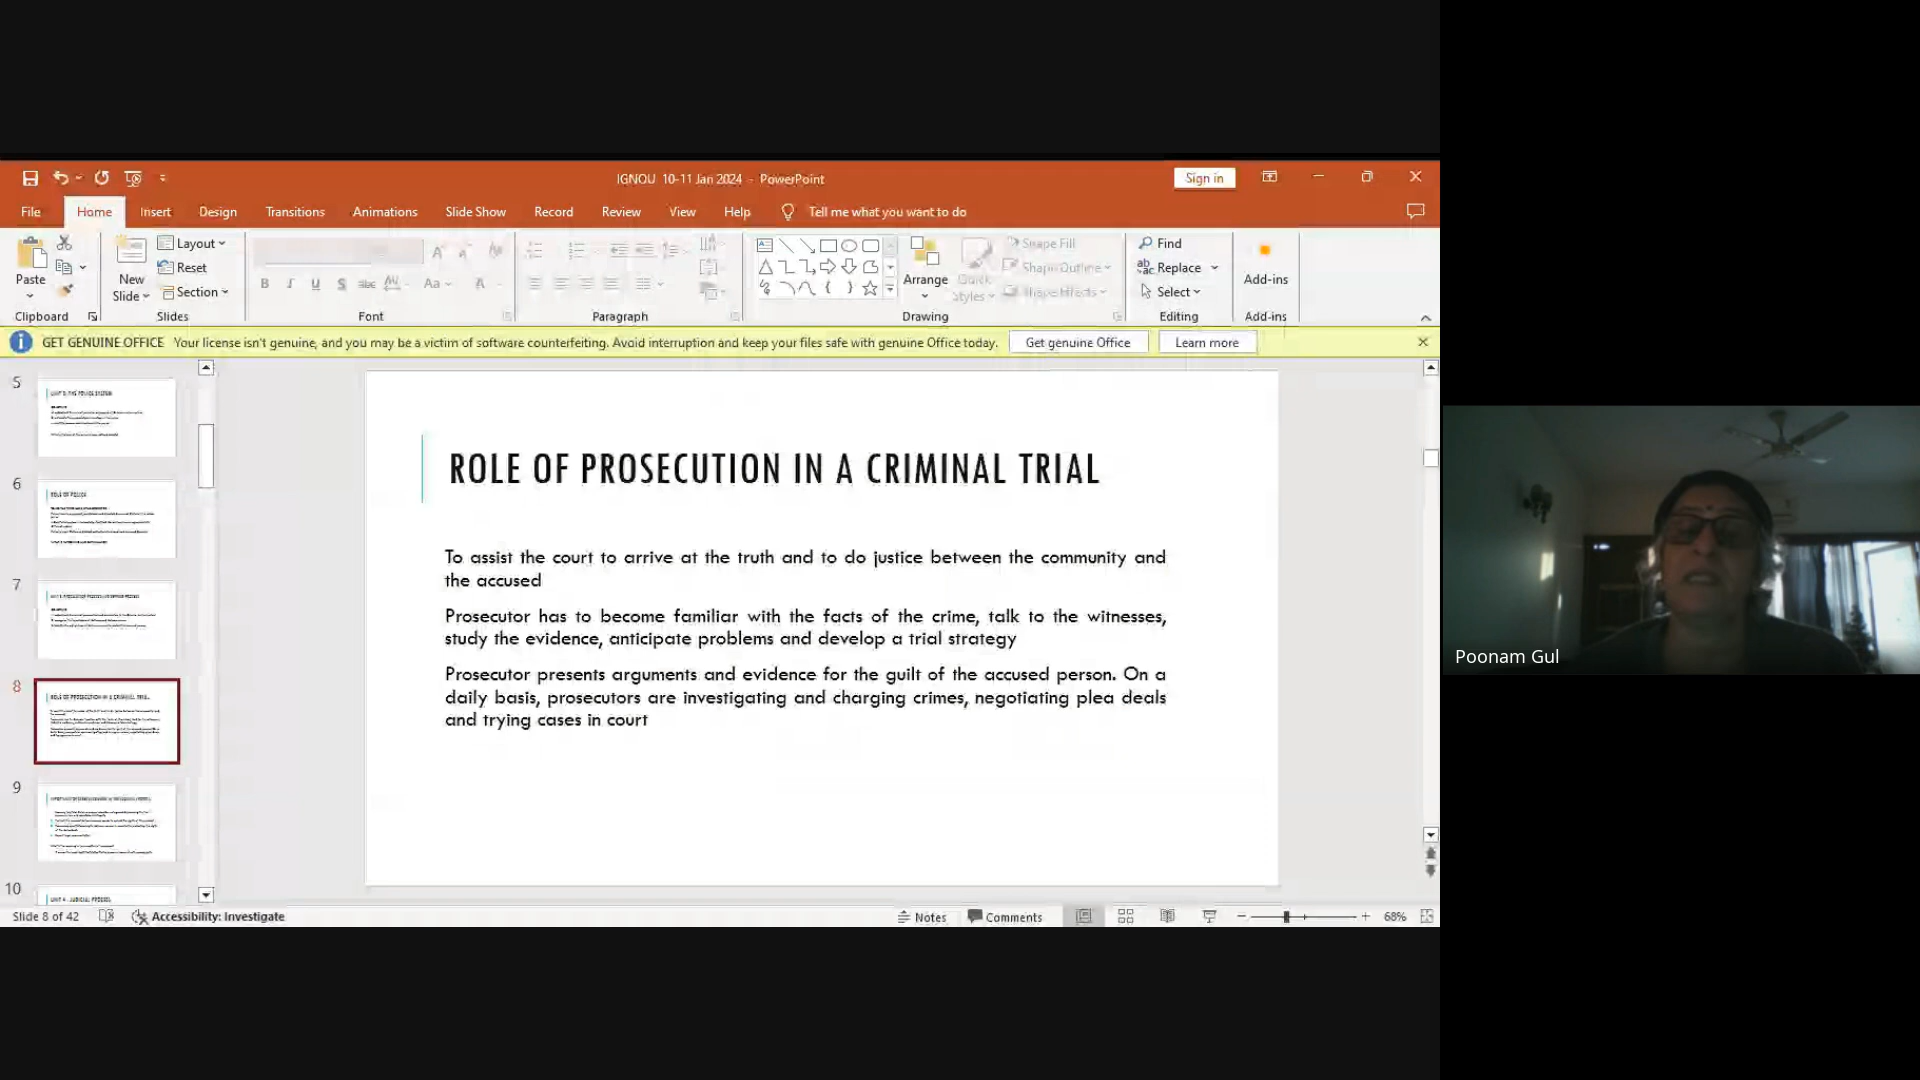 IGNOU 10-11 Jan 2024 - PowerPoint
Sign in
File Home Insert Design Transitions Animations Slide Show Record Review View Help Tell me what you want to do
Paste
Clipboard
New Slide
Layout
Reset
Section
Slides
Font
Paragraph
Arrange
Quick Styles
Shape Fill
Shape Outline
Shape Effects
Drawing
Find
Replace
Select
Editing
Add-ins
Add-ins
GET GENUINE OFFICE Your license isn't genuine, and you may be a victim of software counterfeiting. Avoid interruption and keep your files safe with genuine Office today. Get genuine Office Learn more
5
6
7
8
9
10
ROLE OF PROSECUTION IN A CRIMINAL TRIAL
To assist the court to arrive at the truth and to do justice between the community and
the accused
Prosecutor has to become familiar with the facts of the crime, talk to the witnesses,
study the evidence, anticipate problems and develop a trial strategy
Prosecutor presents arguments and evidence for the guilt of the accused person. On a
daily basis, prosecutors are investigating and charging crimes, negotiating plea deals
and trying cases in court
Slide 8 of 42 Accessibility: Investigate Notes Comments 68%
Poonam Gul